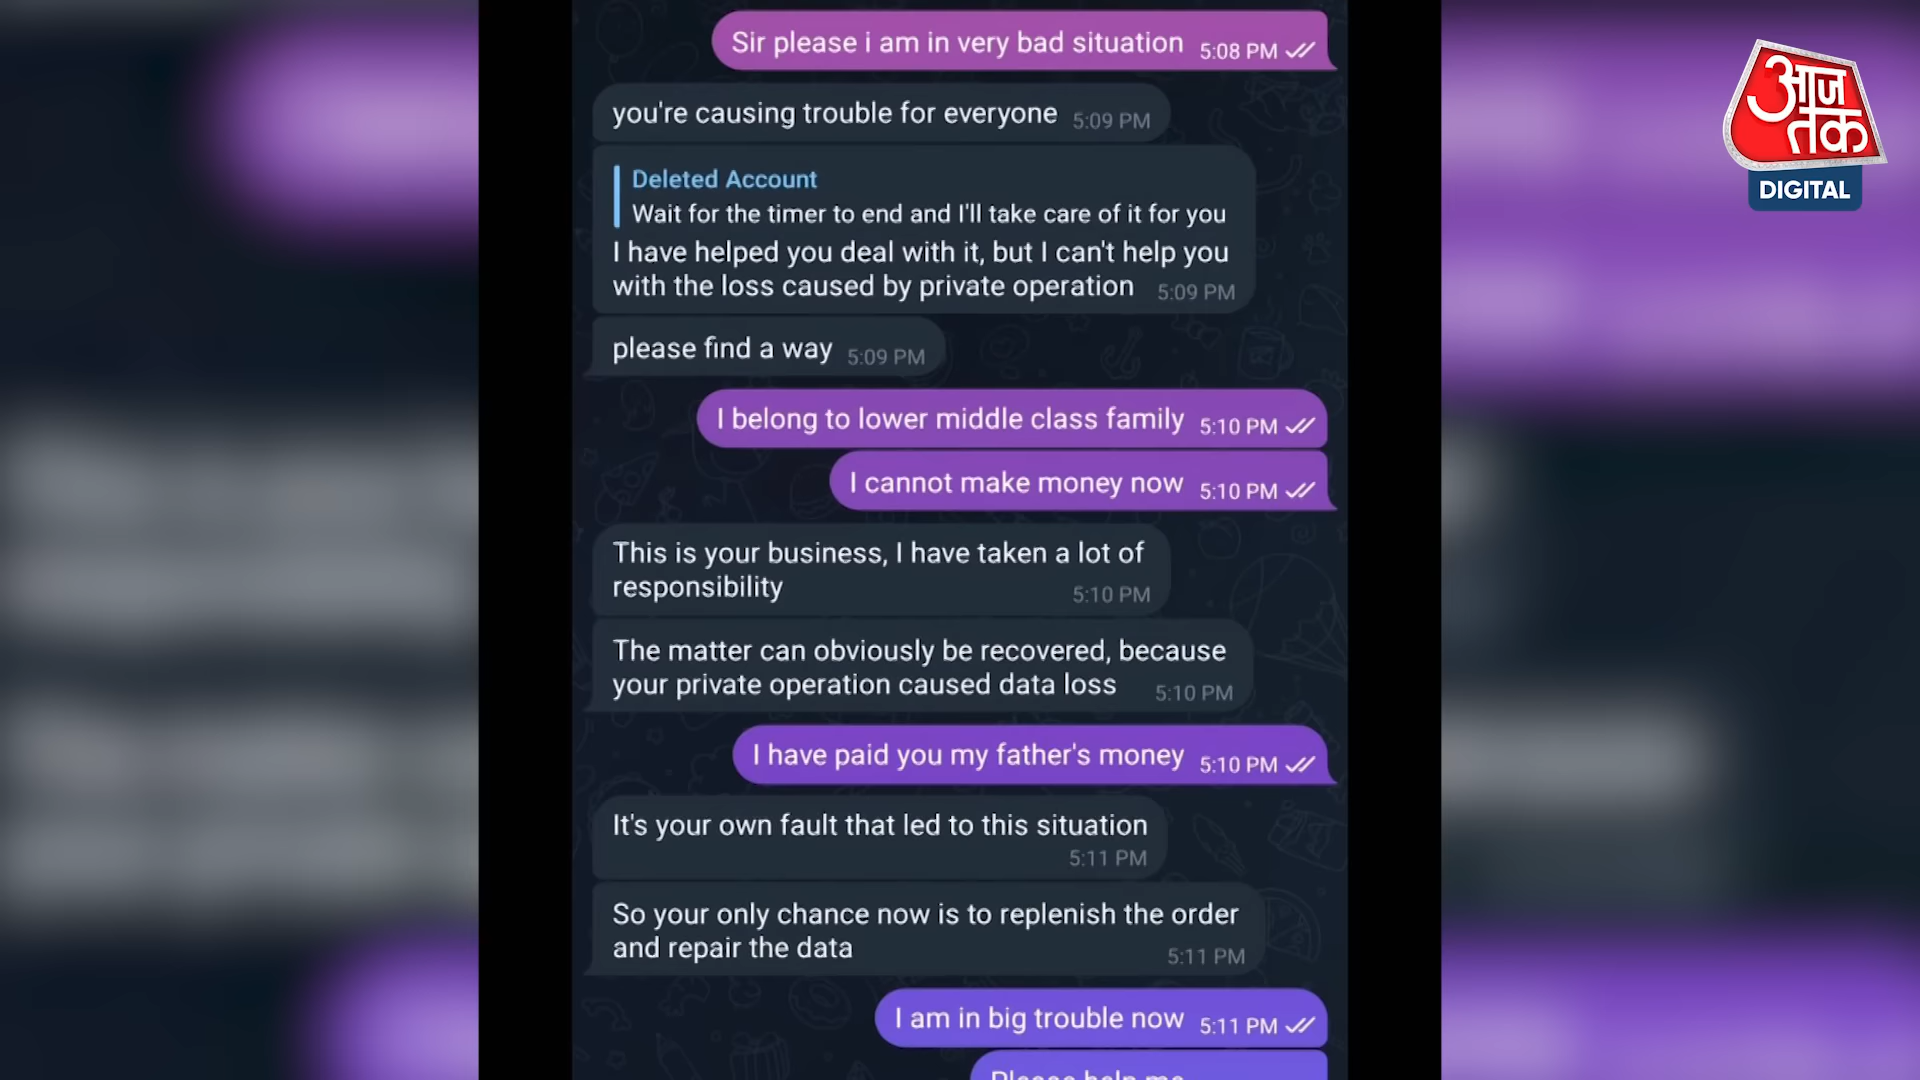 Sir please i am in very bad situation 5:08 PM
you're causing trouble for everyone 5:09 PM
Deleted Account
Wait for the timer to end and I'll take care of it for you
I have helped you deal with it, but I can't help you
with the loss caused by private operation 5:09 PM
please find a way 5:09 PM
I belong to lower middle class family 5:10 PM
I cannot make money now 5:10 PM
This is your business, I have taken a lot of
responsibility 5:10 PM
The matter can obviously be recovered, because
your private operation caused data loss 5:10 PM
I have paid you my father's money 5:10 PM
It's your own fault that led to this situation
5:11 PM
So your only chance now is to replenish the order
and repair the data 5:11 PM
I am in big trouble now 5:11 PM
Please help me
आज
तक
DIGITAL